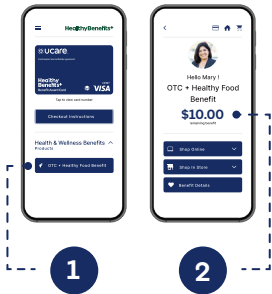 HealthyBenefits+
ucare
Healthy
Benefits+
VISA
Tap to view card number
Checkout Instructions
Health & Wellness Benefits
Products
OTC + Healthy Food Benefit
1
Hello Mary !
OTC + Healthy Food
Benefit
$10.00
remaining benefit
Shop Online
Shop In Store
Benefit Details
2